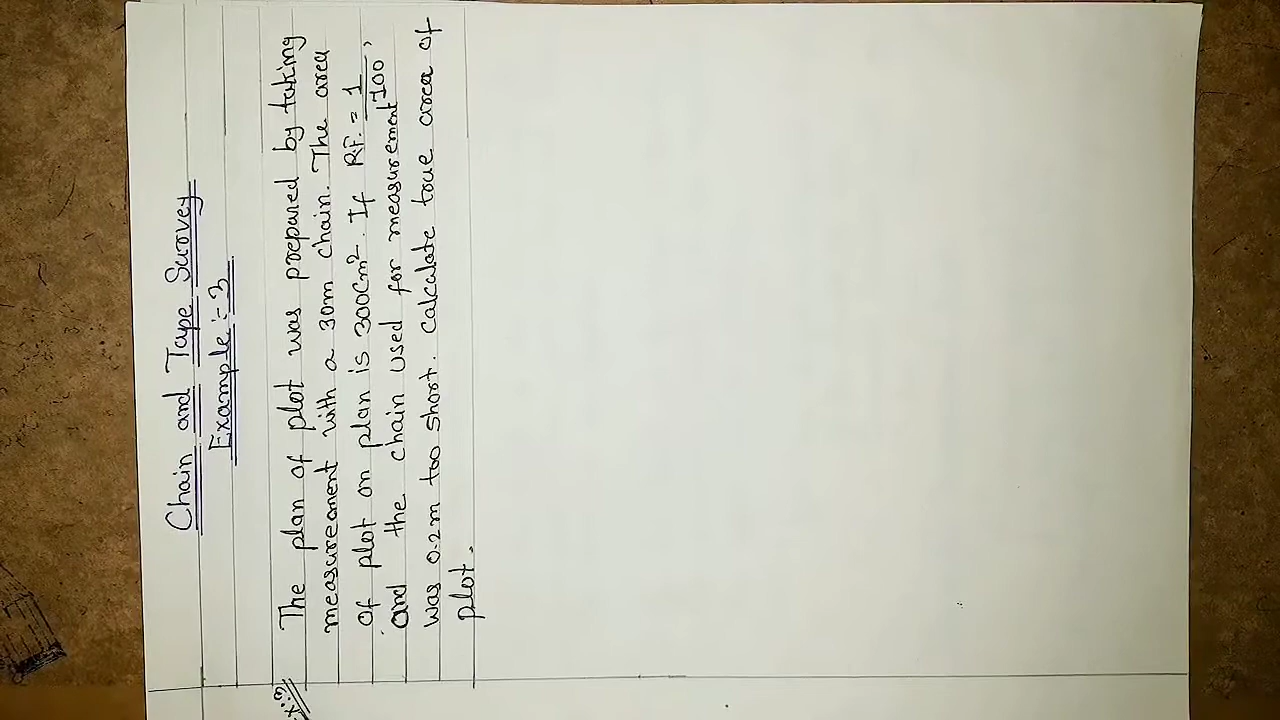 Chain and Tape Survey
Example :- 3
The plan of plot was prepared by taking
measurement with a 30m chain. The area
of plot on plan is 300cm². If R.F. = 1/100,
and the chain used for measurement
was 0.2m too short. Calculate true area of
plot.